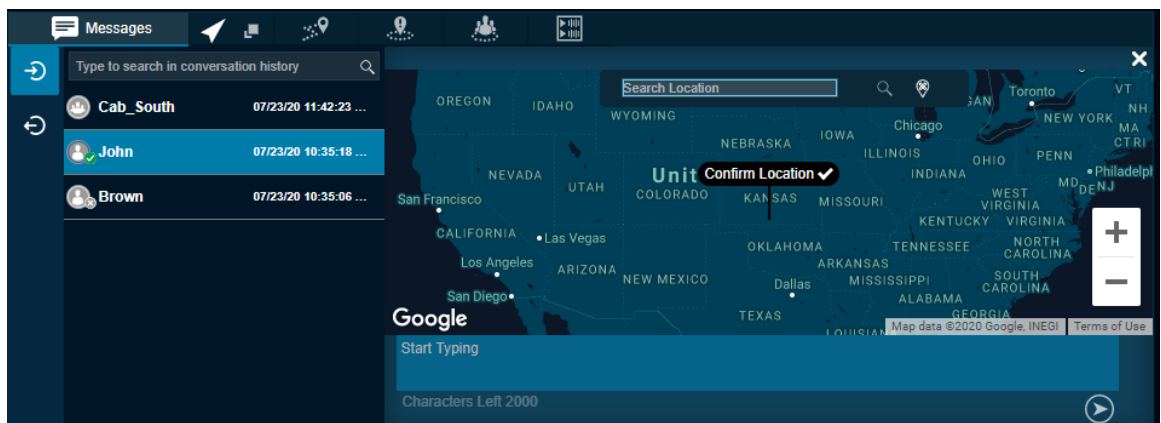 Messages
Type to search in conversation history
Cab_South 07/23/20 11:42:23 ...
John 07/23/20 10:35:18 ...
Brown 07/23/20 10:35:06 ...
Search Location
OREGON
IDAHO
WYOMING
Toronto
VT
NH
NEW YORK
MA
CT RI
Chicago
IOWA
NEBRASKA
ILLINOIS
OHIO
PENN
INDIANA
NEVADA
UTAH
Unit
Confirm Location
COLORADO
KANSAS
MISSOURI
WEST
VIRGINIA
MD
DE NJ
San Francisco
KENTUCKY
VIRGINIA
CALIFORNIA
Las Vegas
OKLAHOMA
TENNESSEE
NORTH
CAROLINA
Los Angeles
ARIZONA
NEW MEXICO
ARKANSAS
Dallas
MISSISSIPPI
SOUTH
CAROLINA
San Diego
ALABAMA
TEXAS
GEORGIA
Google
Map data ©2020 Google, INEGI
Terms of Use
Start Typing
Characters Left 2000